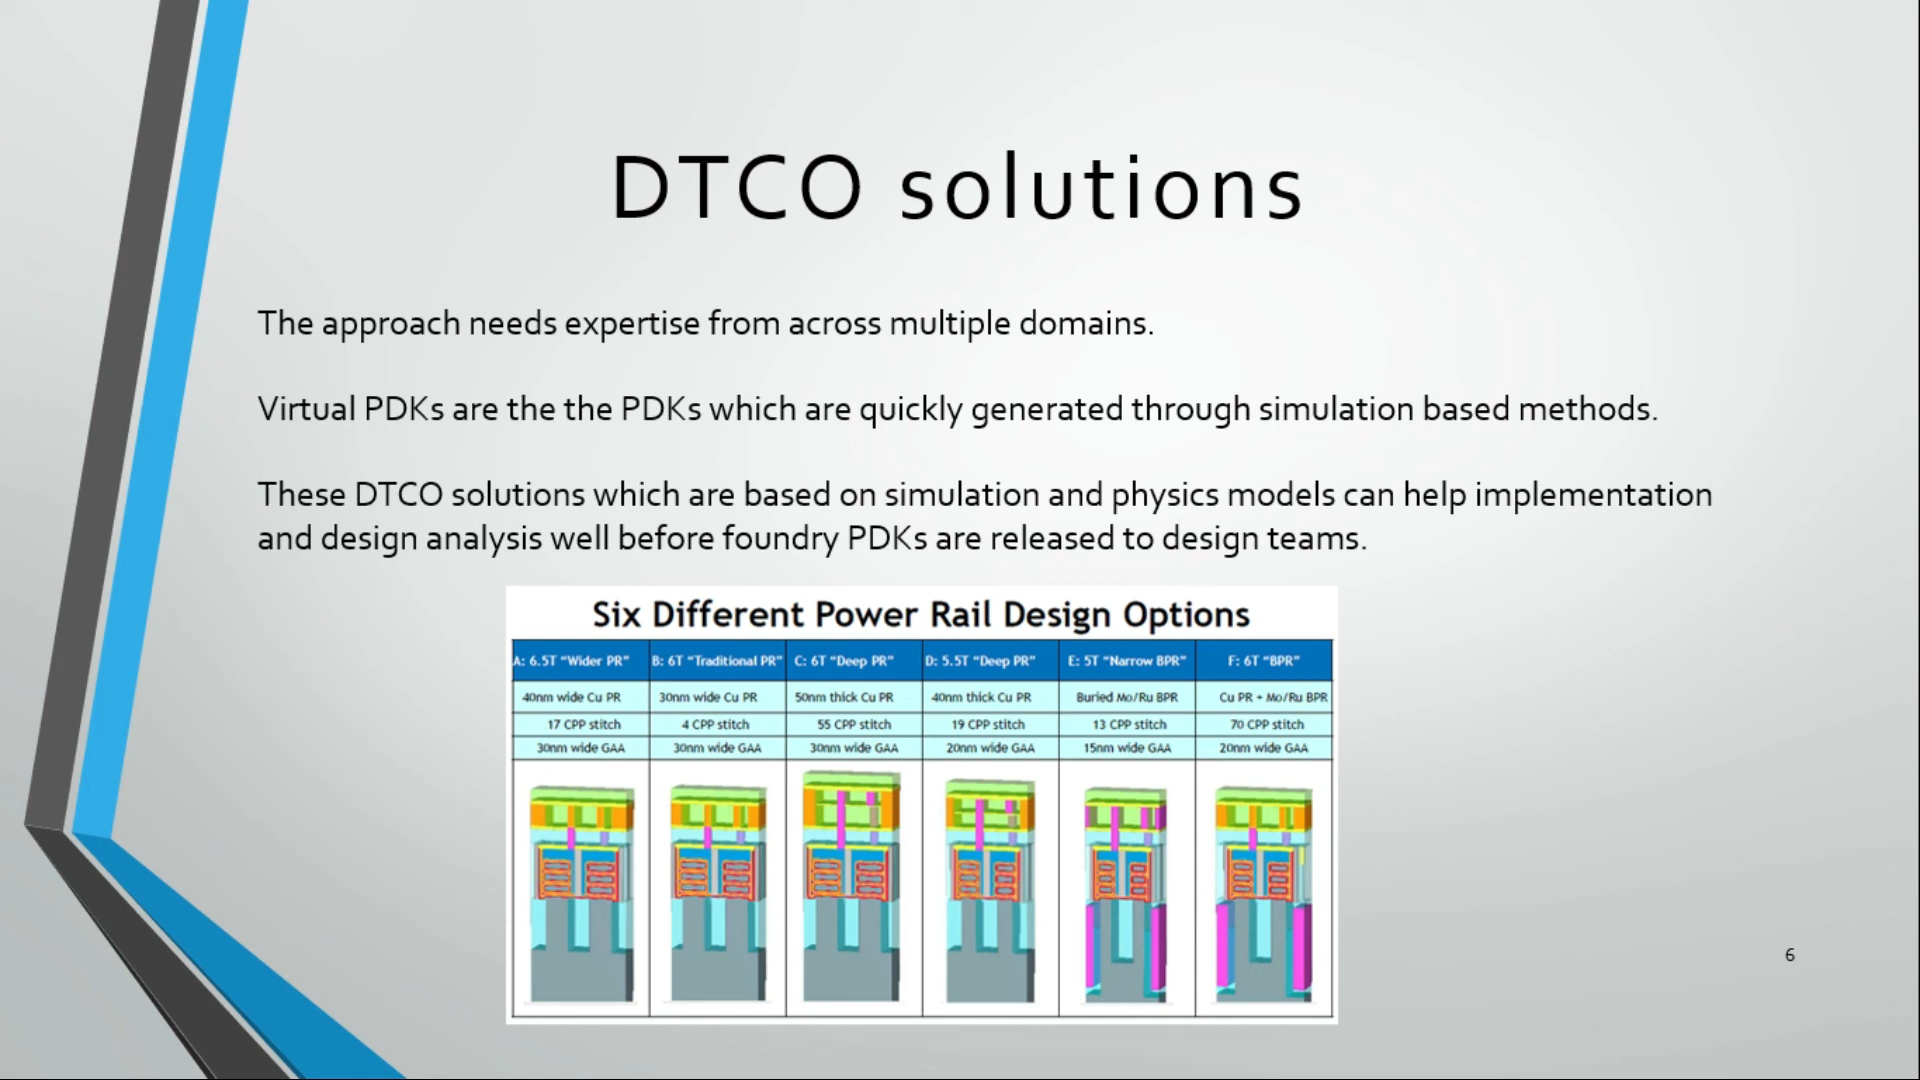 DTCO solutions
The approach needs expertise from across multiple domains.
Virtual PDKs are the the PDKs which are quickly generated through simulation based methods.
These DTCO solutions which are based on simulation and physics models can help implementation
and design analysis well before foundry PDKs are released to design teams.
Six Different Power Rail Design Options
A: 6.5T "Wider PR" B: 6T "Traditional PR" C: 6T "Deep PR" D: 5.5T "Deep PR" E: 5T "Narrow BPR" F: 6T "BPR"
40nm wide Cu PR 30nm wide Cu PR 50nm thick Cu PR 40nm thick Cu PR Buried Mo/Ru BPR Cu PR + Mo/Ru BPR
17 CPP stitch 4 CPP stitch 55 CPP stitch 19 CPP stitch 13 CPP stitch 70 CPP stitch
30nm wide GAA 30nm wide GAA 30nm wide GAA 20nm wide GAA 15nm wide GAA 20nm wide GAA
6